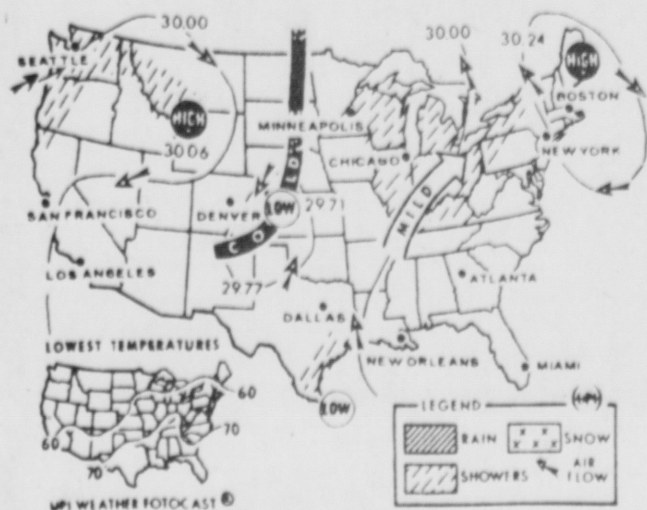 30.00 30.00 30.24
SEATTLE HIGH
BOSTON
HIGH MINNEAPOLIS
30.06 CHICAGO NEW YORK
SAN FRANCISCO DENVER LOW 29.71 MILD
COLD
LOS ANGELES 29.77 ATLANTA
DALLAS
LOWEST TEMPERATURES NEW ORLEANS MIAMI
60
LOW
70
60
70
LEGEND (UPI)
RAIN SNOW
SHOWERS AIR
FLOW
UPI WEATHER FOTOCAST ®